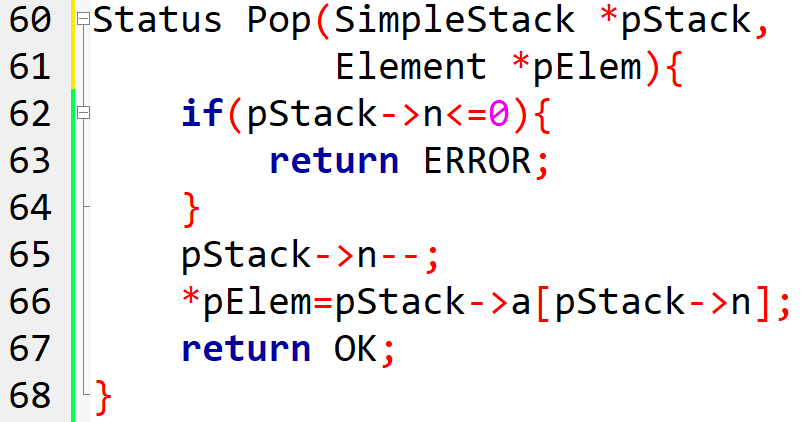 60 Status Pop(SimpleStack *pStack,
61            Element *pElem){
62     if(pStack->n<=0){
63         return ERROR;
64     }
65     pStack->n--;
66     *pElem=pStack->a[pStack->n];
67     return OK;
68 }